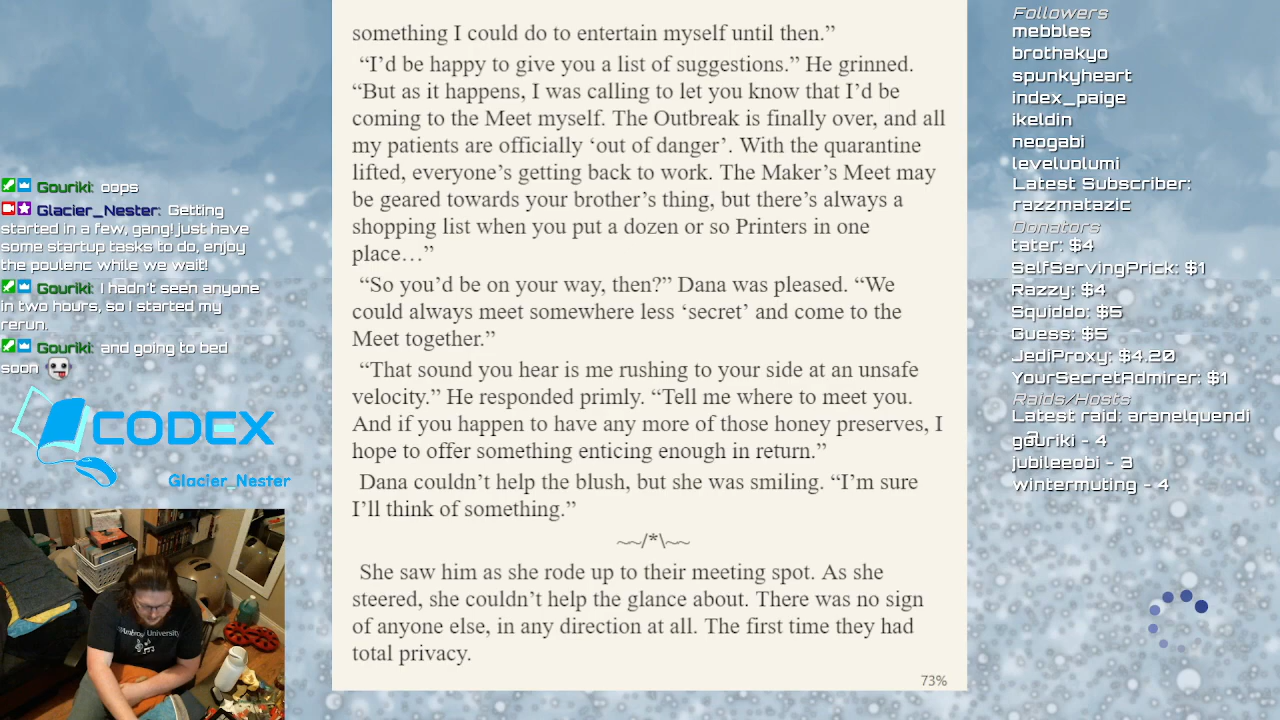 something I could do to entertain myself until then.”
“I’d be happy to give you a list of suggestions.” He grinned.
“But as it happens, I was calling to let you know that I’d be
coming to the Meet myself. The Outbreak is finally over, and all
my patients are officially ‘out of danger’. With the quarantine
lifted, everyone’s getting back to work. The Maker’s Meet may
be geared towards your brother’s thing, but there’s always a
shopping list when you put a dozen or so Printers in one
place…”
“So you’d be on your way, then?” Dana was pleased. “We
could always meet somewhere less ‘secret’ and come to the
Meet together.”
“That sound you hear is me rushing to your side at an unsafe
velocity.” He responded primly. “Tell me where to meet you.
And if you happen to have any more of those honey preserves, I
hope to offer something enticing enough in return.”
Dana couldn’t help the blush, but she was smiling. “I’m sure
I’ll think of something.”
~~/*\~~
She saw him as she rode up to their meeting spot. As she
steered, she couldn’t help the glance about. There was no sign
of anyone else, in any direction at all. The first time they had
total privacy.
73%
Gouriki: oops
Glacier_Nester: Getting
started in a few, gang! just have
some startup tasks to do, enjoy
the poulenc while we wait!
Gouriki: I hadn't seen anyone
in two hours, so I started my
rerun.
Gouriki: and going to bed
soon
CODEX
Glacier_Nester
Ambrose University
Followers
mebbles
brothakyo
spunkyheart
index_paige
ikeldin
neogabi
leveluolumi
Latest Subscriber:
razzmatazic
Donators
tater: $4
SelfServingPrick: $1
Razzy: $4
Squiddo: $5
Guess: $5
JediProxy: $4.20
YourSecretAdmirer: $1
Raids/Hosts
Latest raid: aranelquendi
gouriki - 4
jubileeobi - 3
wintermuting - 4